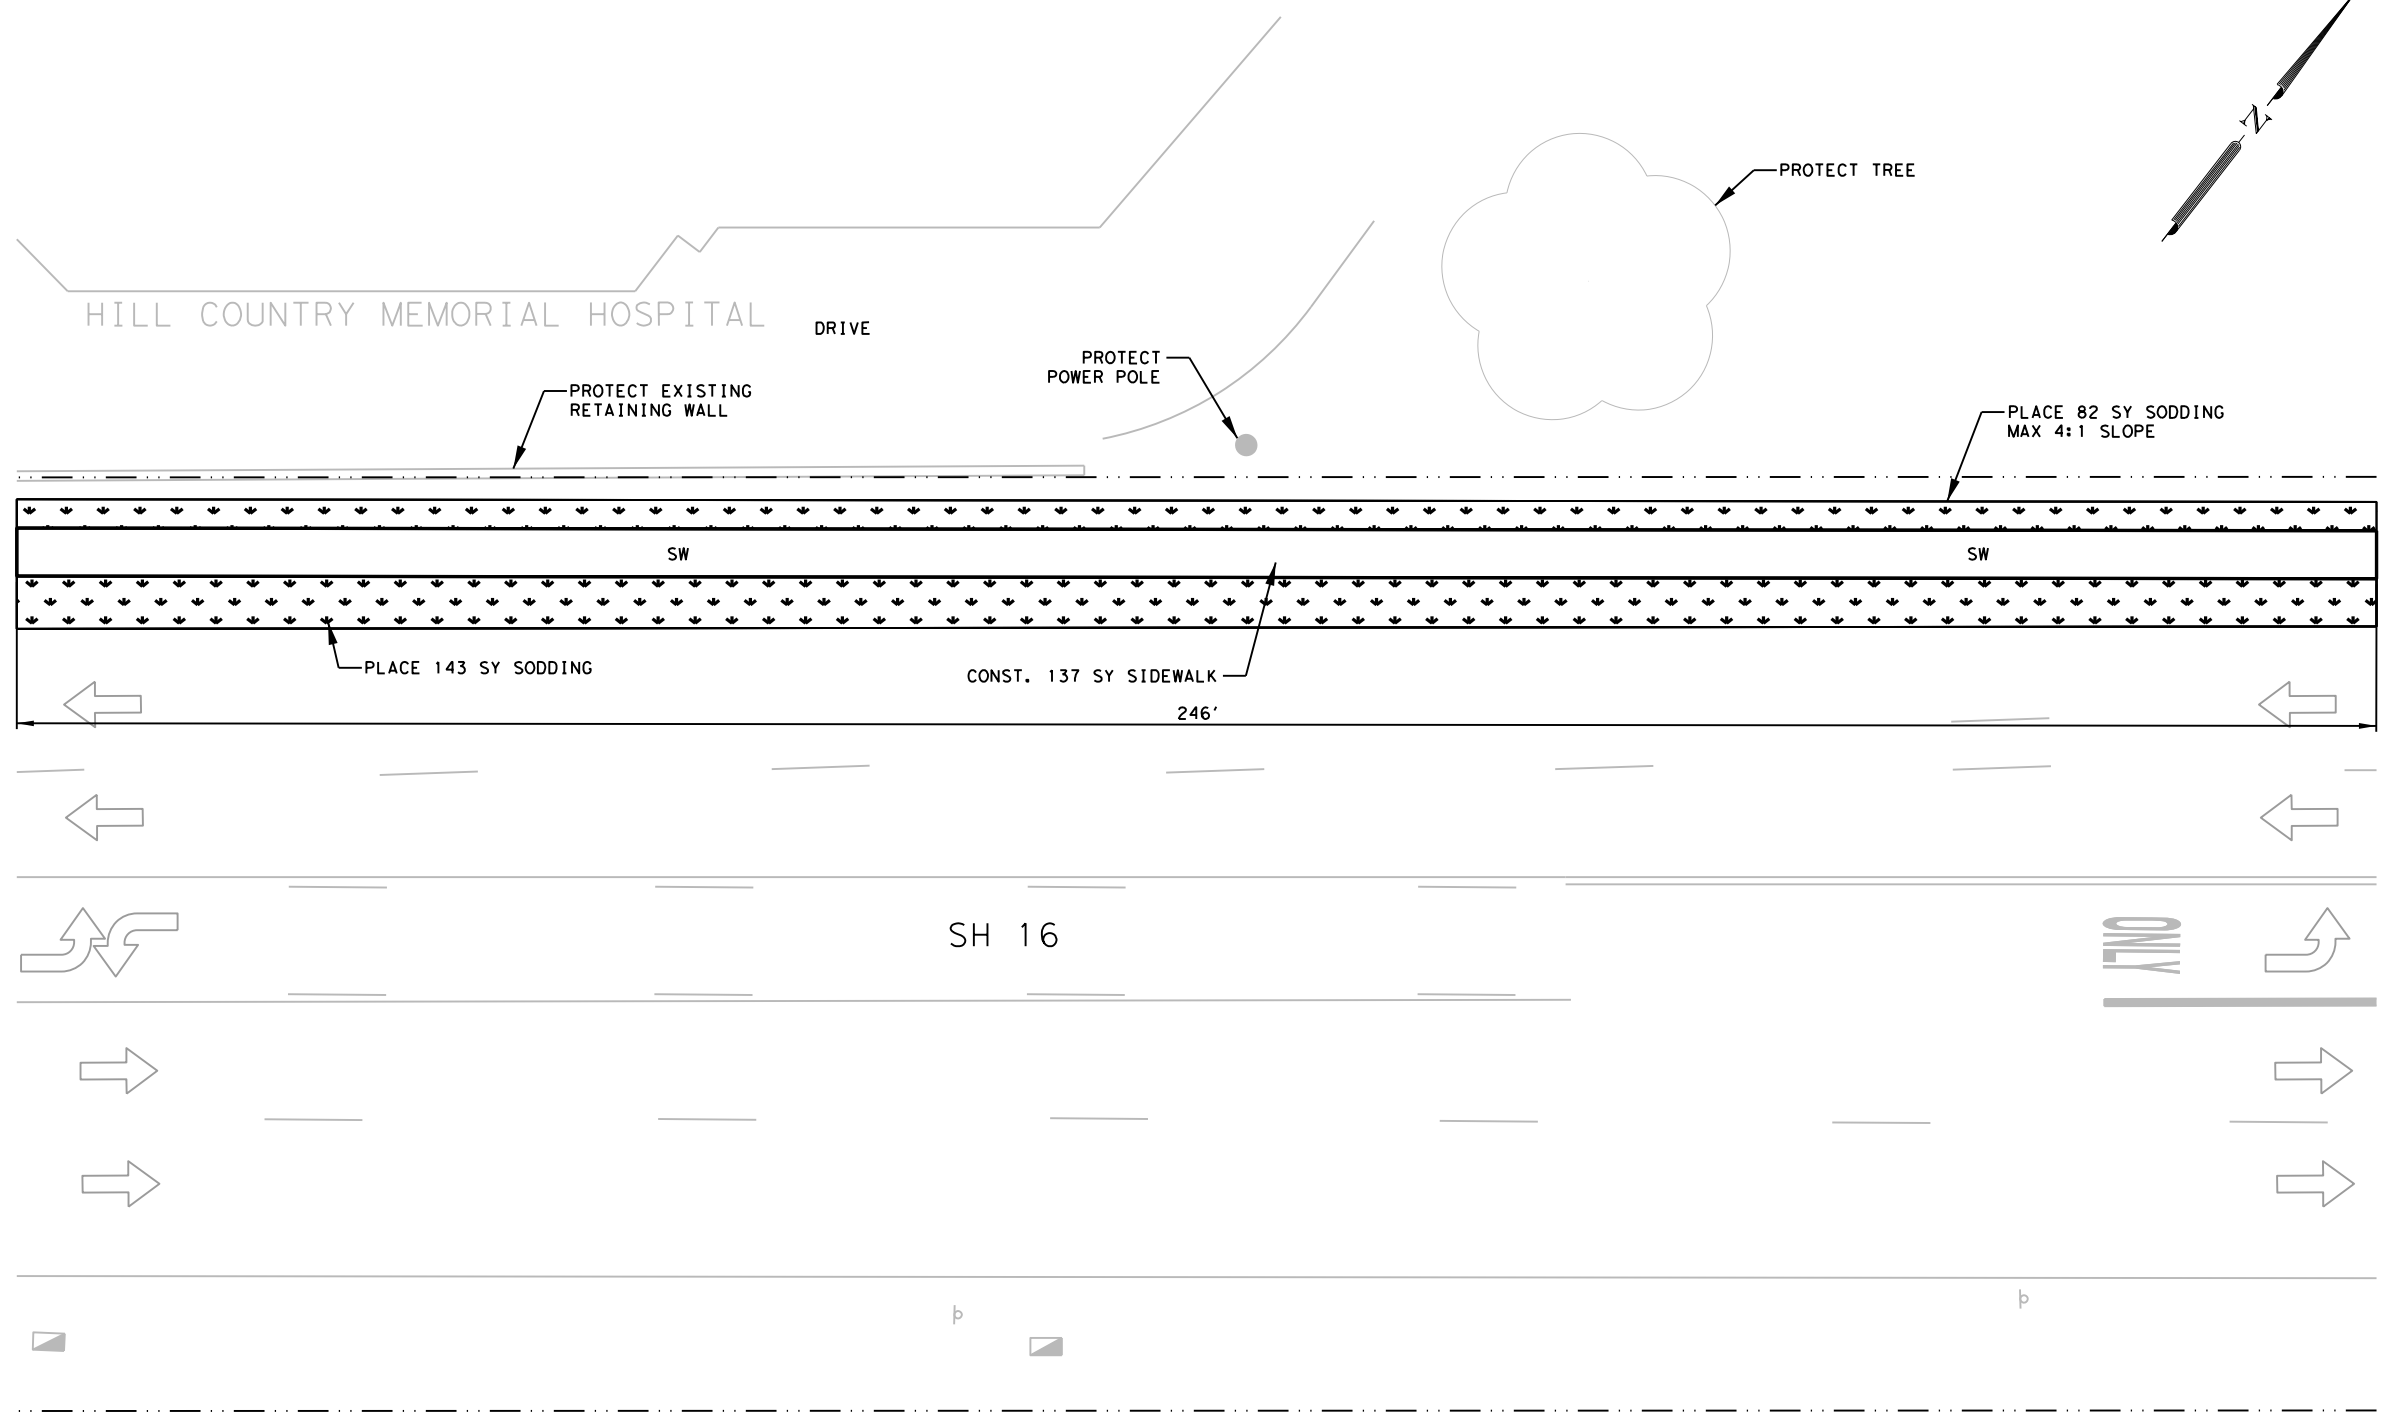 N
PROTECT TREE
HILL COUNTRY MEMORIAL HOSPITAL
DRIVE
PROTECT
POWER POLE
PROTECT EXISTING
RETAINING WALL
PLACE 82 SY SODDING
MAX 4:1 SLOPE
SW
SW
PLACE 143 SY SODDING
CONST. 137 SY SIDEWALK
246'
SH 16
ONLY